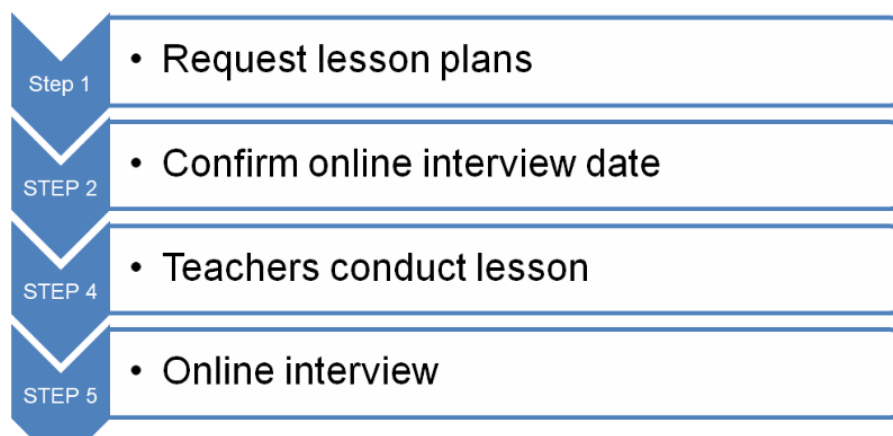 Step 1
• Request lesson plans
STEP 2
• Confirm online interview date
STEP 4
• Teachers conduct lesson
STEP 5
• Online interview